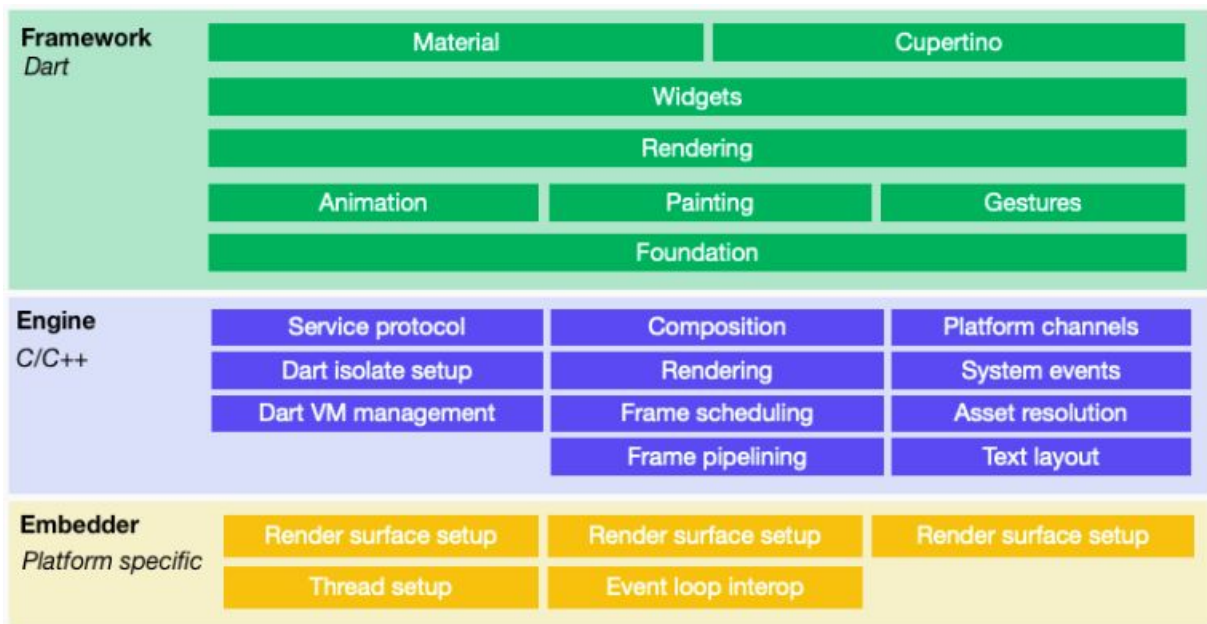 Framework
Dart
Material Cupertino
Widgets
Rendering
Animation Painting Gestures
Foundation
Engine
C/C++
Service protocol Composition Platform channels
Dart isolate setup Rendering System events
Dart VM management Frame scheduling Asset resolution
Frame pipelining Text layout
Embedder
Platform specific
Render surface setup Render surface setup Render surface setup
Thread setup Event loop interop